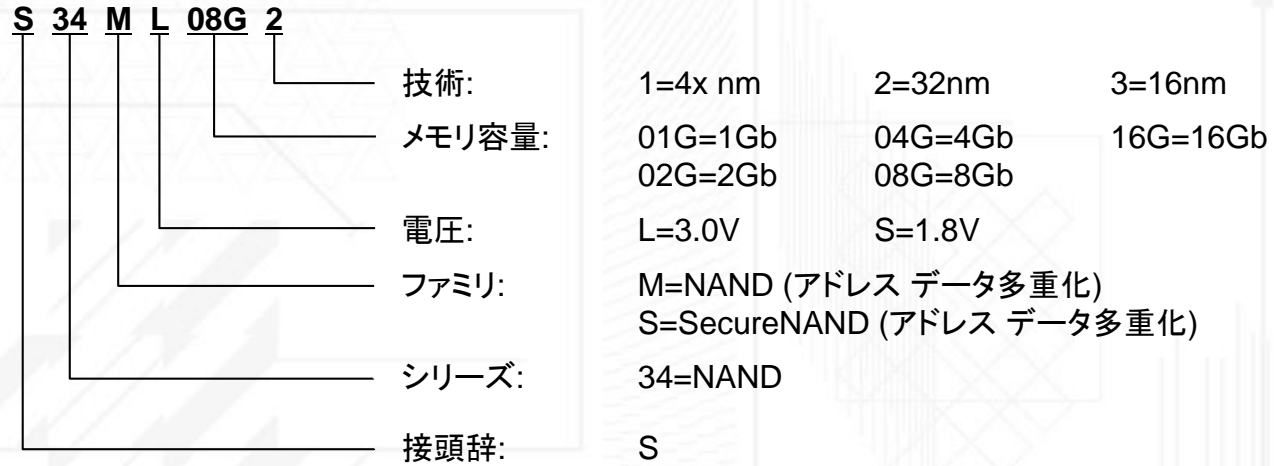 S 34 M L 08G 2
技術: 1=4x nm 2=32nm 3=16nm
メモリ容量: 01G=1Gb 04G=4Gb 16G=16Gb
02G=2Gb 08G=8Gb
電圧: L=3.0V S=1.8V
ファミリ: M=NAND (アドレス データ多重化)
S=SecureNAND (アドレス データ多重化)
シリーズ: 34=NAND
接頭辞: S